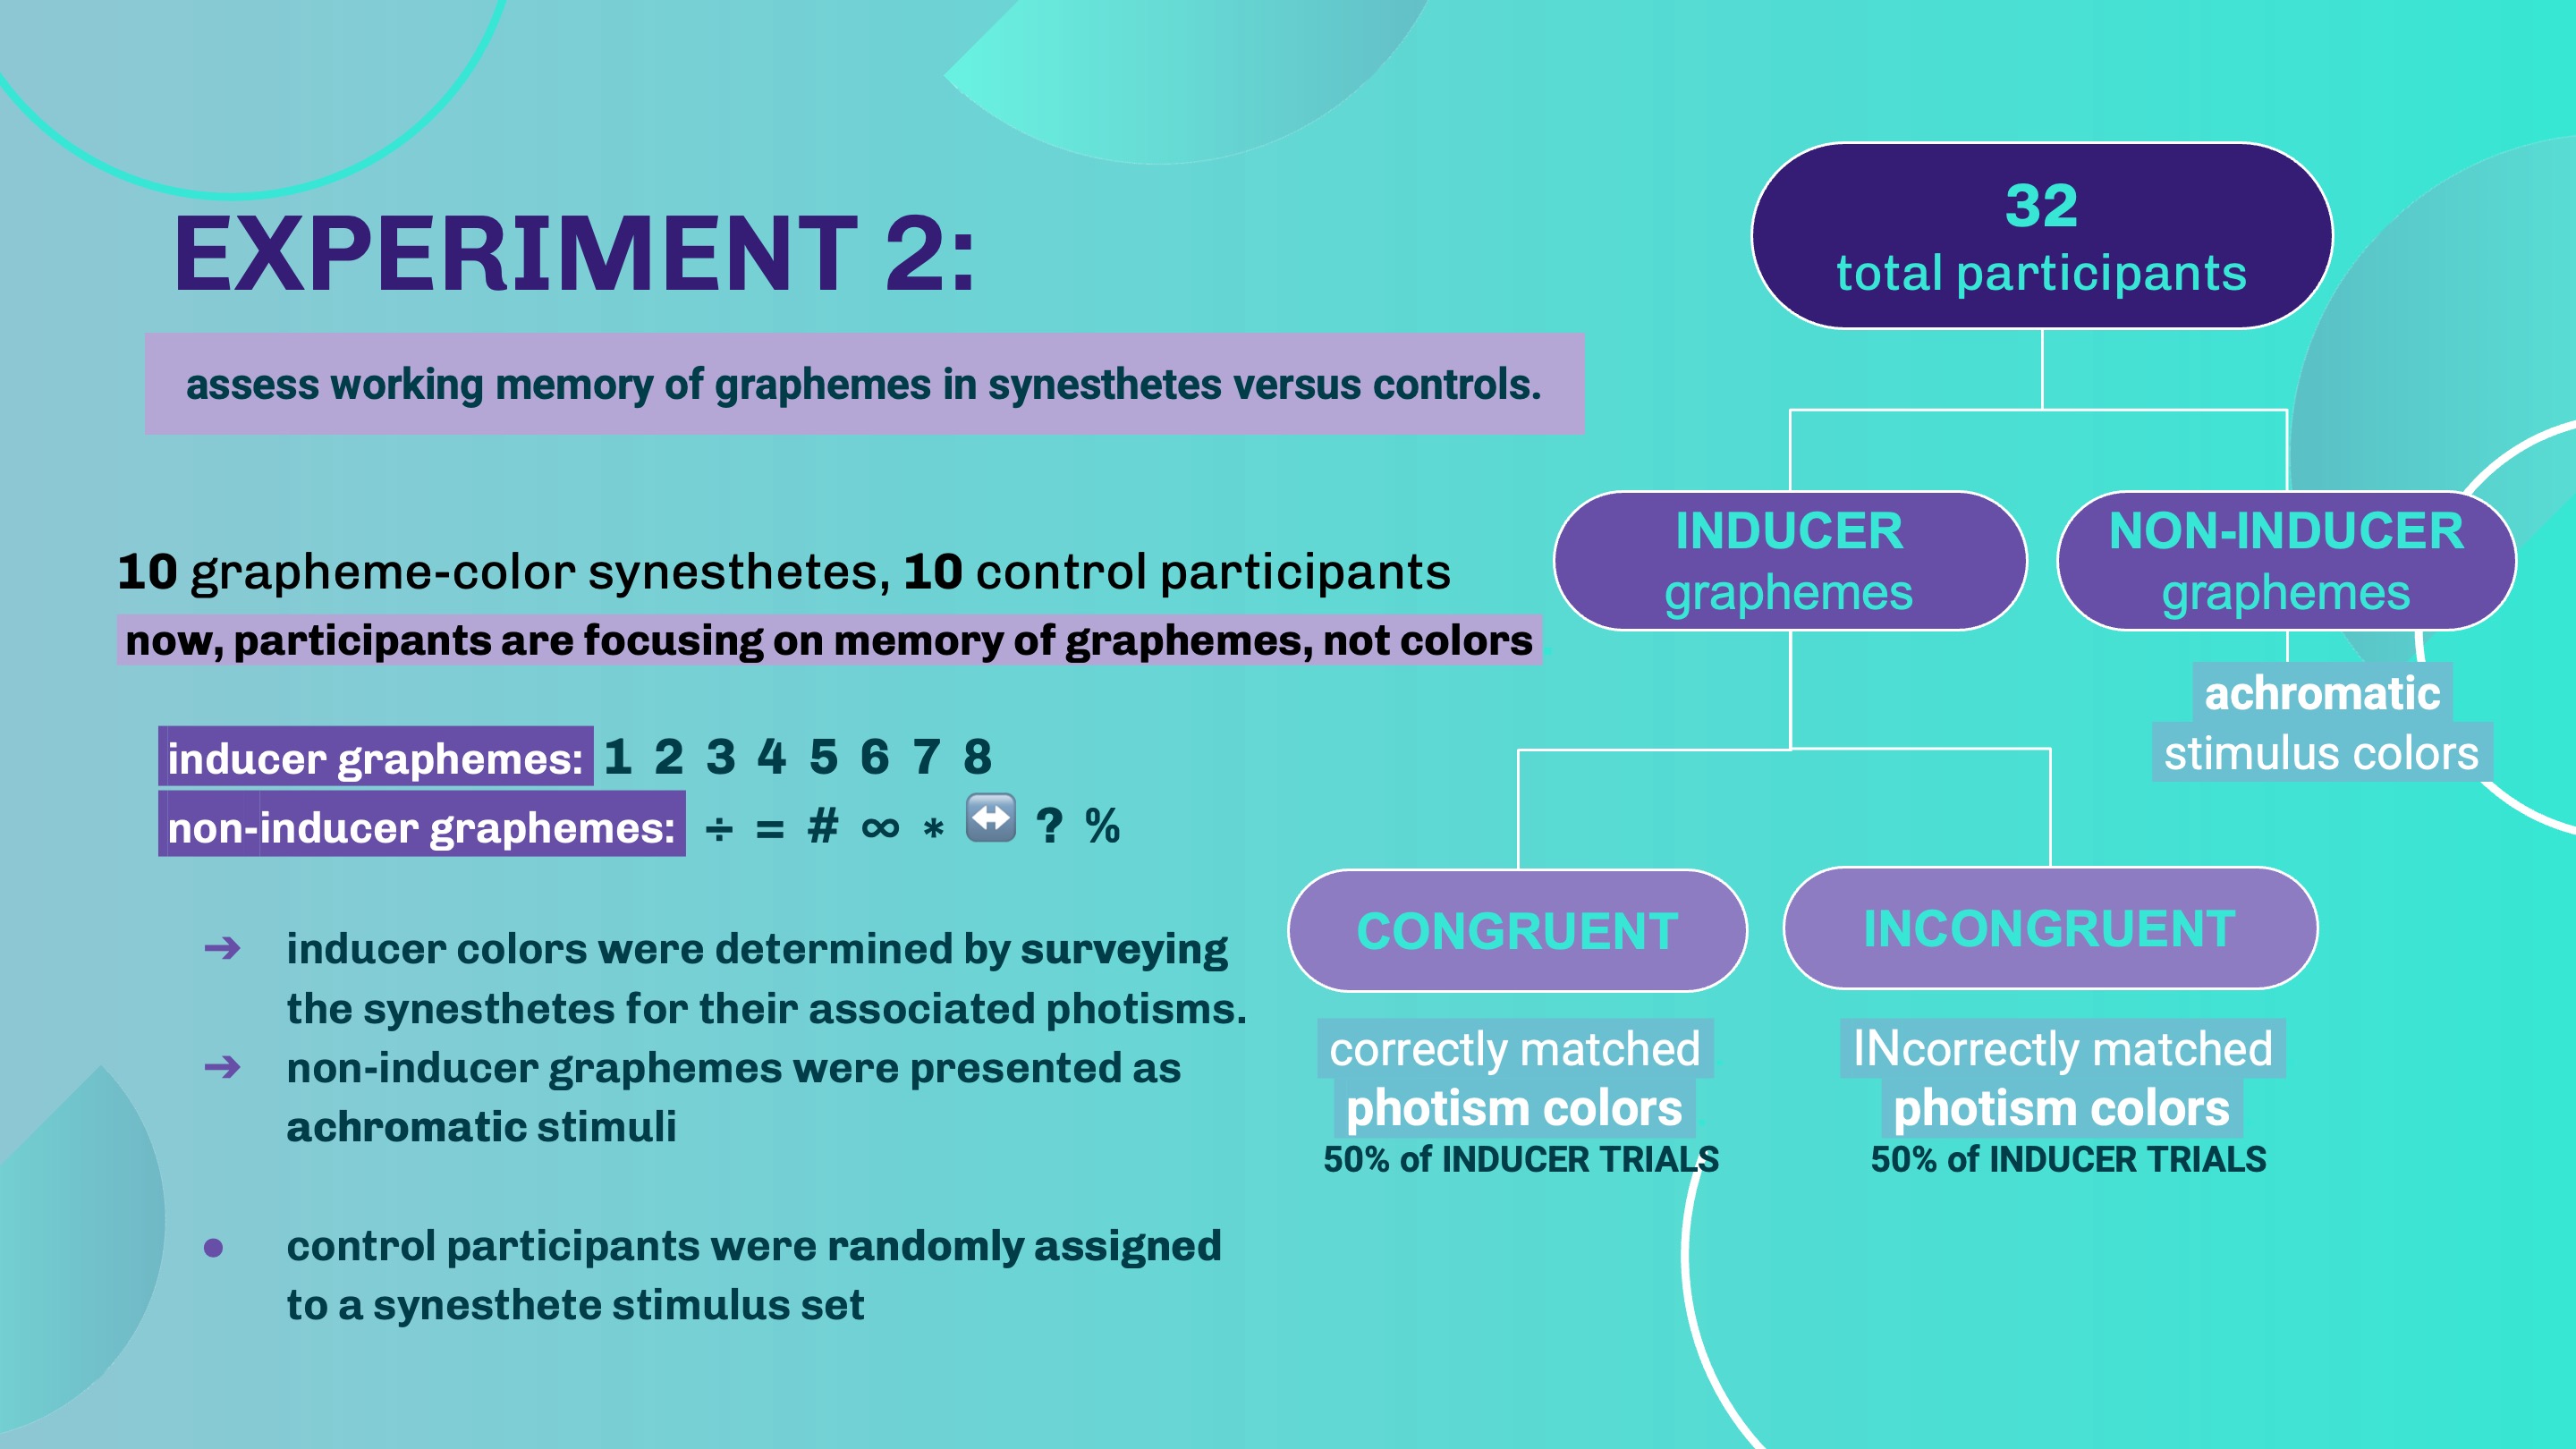 EXPERIMENT 2:
assess working memory of graphemes in synesthetes versus controls.
10 grapheme-color synesthetes, 10 control participants
now, participants are focusing on memory of graphemes, not colors
inducer graphemes: 1 2 3 4 5 6 7 8
non-inducer graphemes: ÷ = # ∞ * ↔️ ? %
➔ inducer colors were determined by surveying
the synesthetes for their associated photisms.
➔ non-inducer graphemes were presented as
achromatic stimuli
● control participants were randomly assigned
to a synesthete stimulus set
32
total participants
INDUCER
graphemes
NON-INDUCER
graphemes
achromatic
stimulus colors
CONGRUENT
correctly matched
photism colors
50% of INDUCER TRIALS
INCONGRUENT
INcorrectly matched
photism colors
50% of INDUCER TRIALS